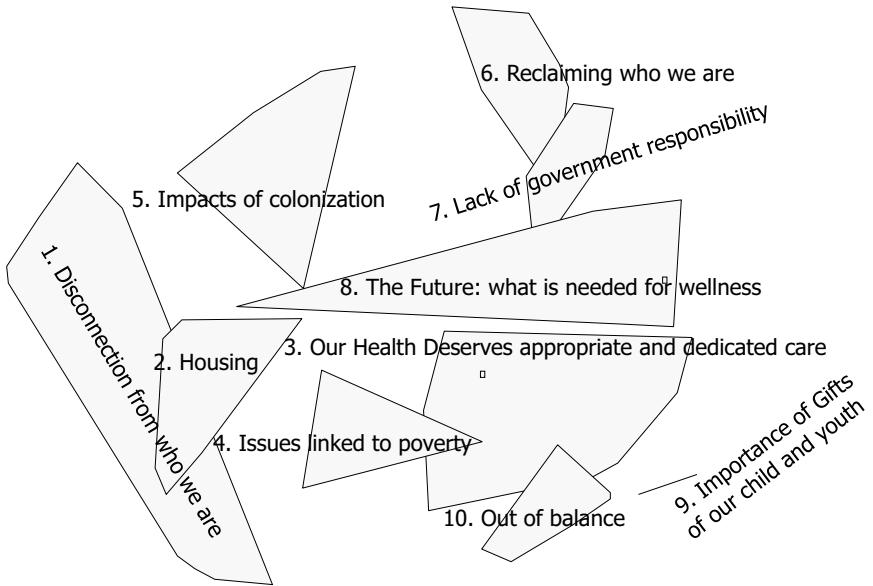 6. Reclaiming who we are
7. Lack of government responsibility
5. Impacts of colonization
1. Disconnection from who we are
8. The Future: what is needed for wellness
2. Housing
3. Our Health Deserves appropriate and dedicated care
4. Issues linked to poverty
9. Importance of Gifts
of our child and youth
10. Out of balance